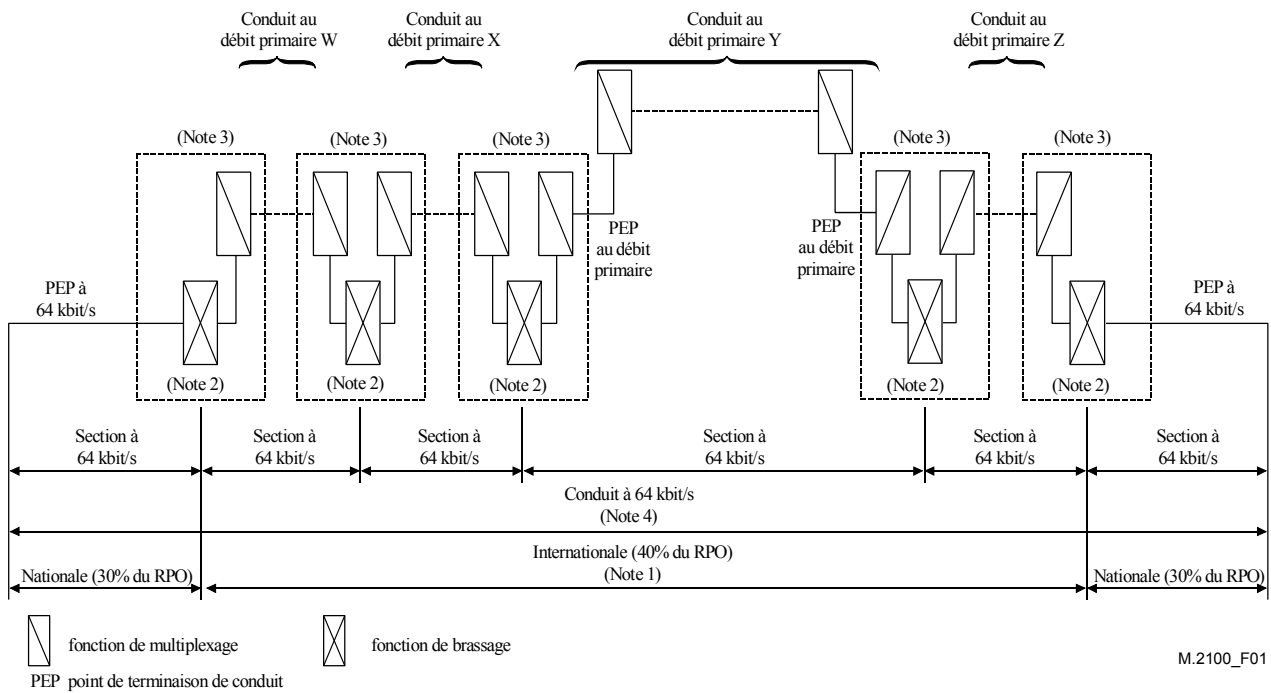 Conduit au
débit primaire W
Conduit au
débit primaire X
Conduit au
débit primaire Y
Conduit au
débit primaire Z
(Note 3)
(Note 3)
(Note 3)
(Note 3)
(Note 3)
PEP
au débit
primaire
PEP
au débit
primaire
PEP à
64 kbit/s
PEP à
64 kbit/s
(Note 2)
(Note 2)
(Note 2)
(Note 2)
(Note 2)
Section à
64 kbit/s
Section à
64 kbit/s
Section à
64 kbit/s
Section à
64 kbit/s
Section à
64 kbit/s
Section à
64 kbit/s
Conduit à 64 kbit/s
(Note 4)
Internationale (40% du RPO)
(Note 1)
Nationale (30% du RPO)
Nationale (30% du RPO)
fonction de multiplexage
fonction de brassage
PEP point de terminaison de conduit
M.2100_F01